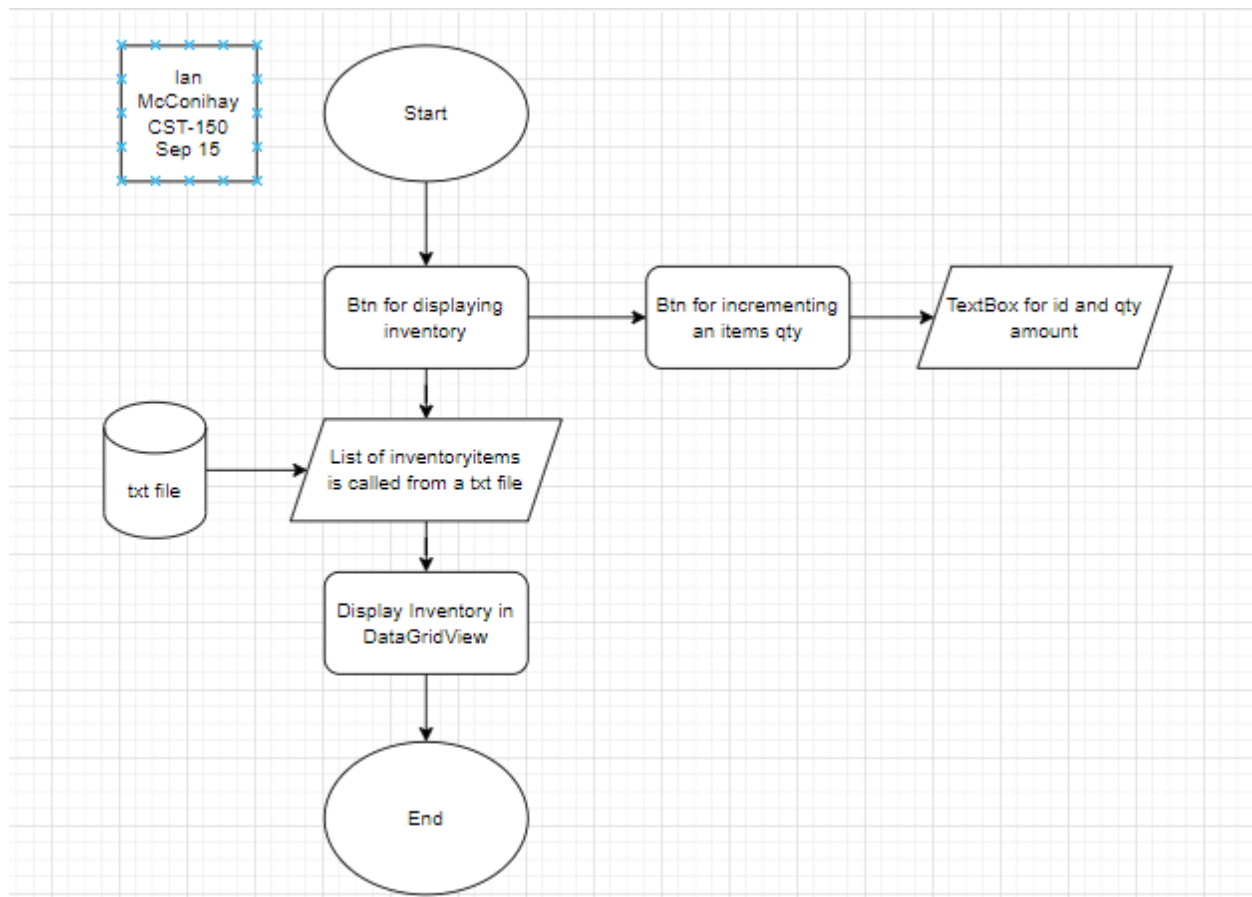 Ian
McConihay
CST-150
Sep 15
Start
Btn for displaying
inventory
Btn for incrementing
an items qty
TextBox for id and qty
amount
txt file
List of inventoryitems
is called from a txt file
Display Inventory in
DataGridView
End